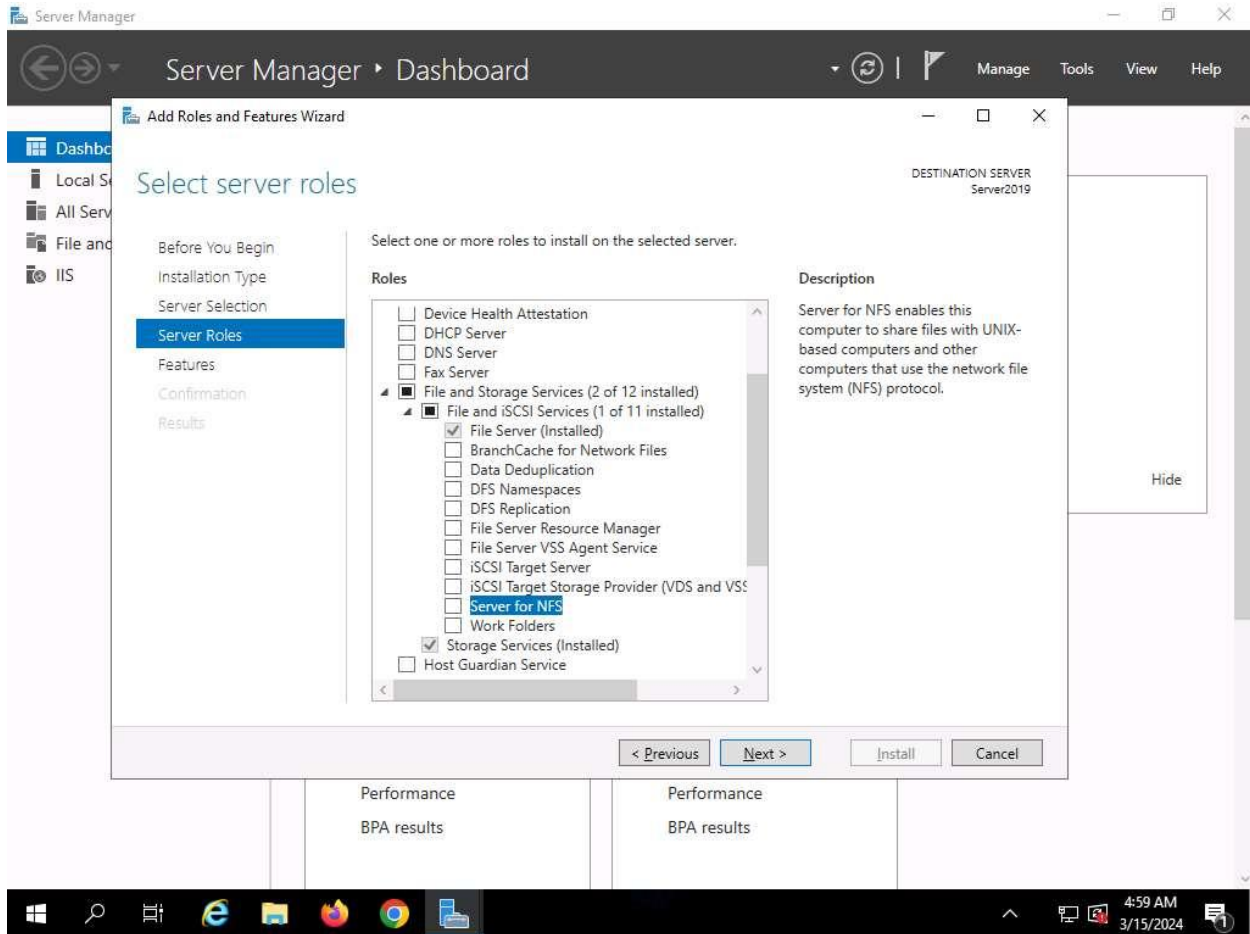 Server Manager
Server Manager • Dashboard
Manage Tools View Help
Add Roles and Features Wizard
Dashbo
Local Se
All Serv
File and
IIS
Select server roles
DESTINATION SERVER
Server2019
Before You Begin
Installation Type
Server Selection
Server Roles
Features
Confirmation
Results
Select one or more roles to install on the selected server.
Roles
Device Health Attestation
DHCP Server
DNS Server
Fax Server
File and Storage Services (2 of 12 installed)
File and iSCSI Services (1 of 11 installed)
File Server (Installed)
BranchCache for Network Files
Data Deduplication
DFS Namespaces
DFS Replication
File Server Resource Manager
File Server VSS Agent Service
iSCSI Target Server
iSCSI Target Storage Provider (VDS and VSS
Server for NFS
Work Folders
Storage Services (Installed)
Host Guardian Service
Description
Server for NFS enables this
computer to share files with UNIX-
based computers and other
computers that use the network file
system (NFS) protocol.
Hide
< Previous Next > Install Cancel
Performance
BPA results
Performance
BPA results
4:59 AM
3/15/2024
1